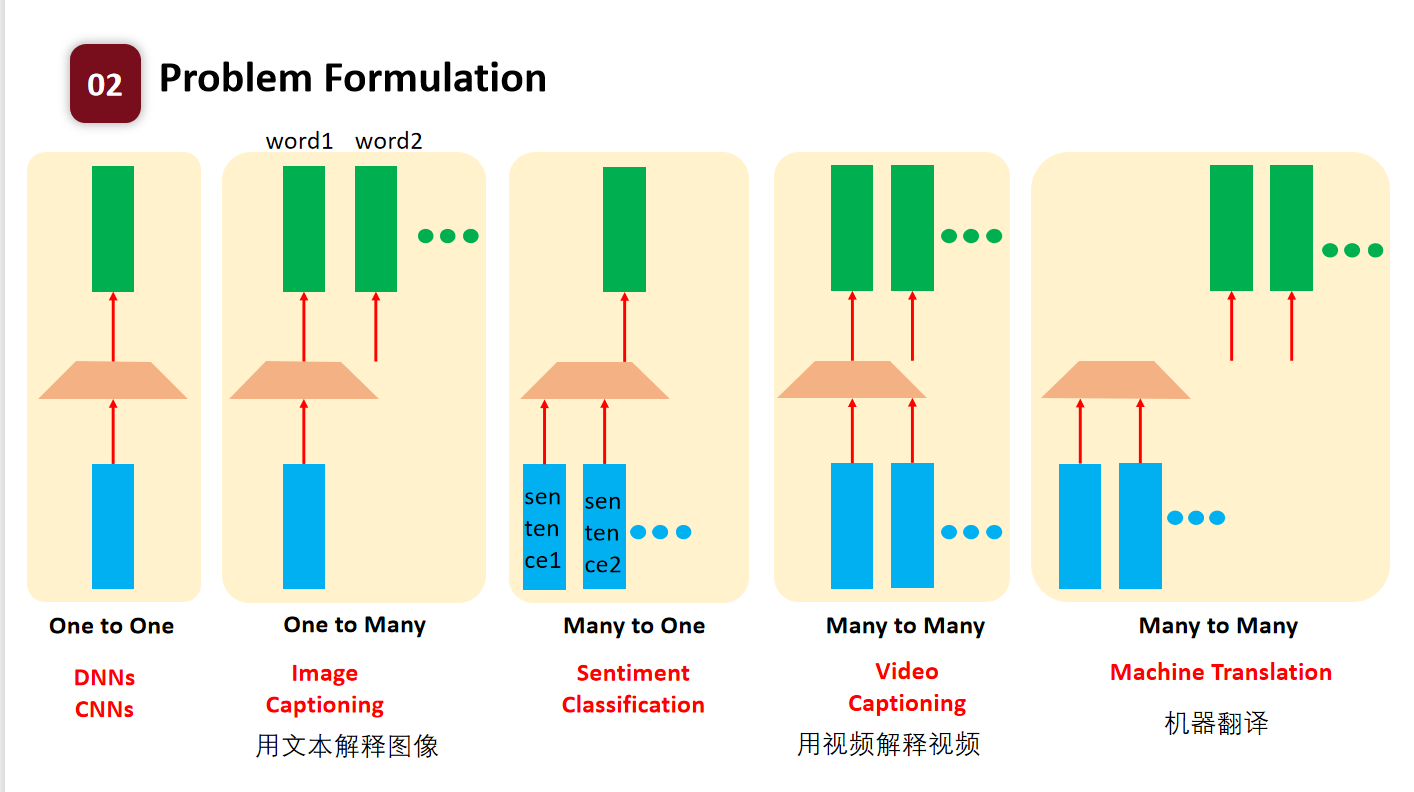 02
Problem Formulation
word1 word2
sen
ten
ce1
sen
ten
ce2
One to One
One to Many
Many to One
Many to Many
Many to Many
DNNs
CNNs
Image
Captioning
用文本解释图像
Sentiment
Classification
Video
Captioning
用视频解释视频
Machine Translation
机器翻译